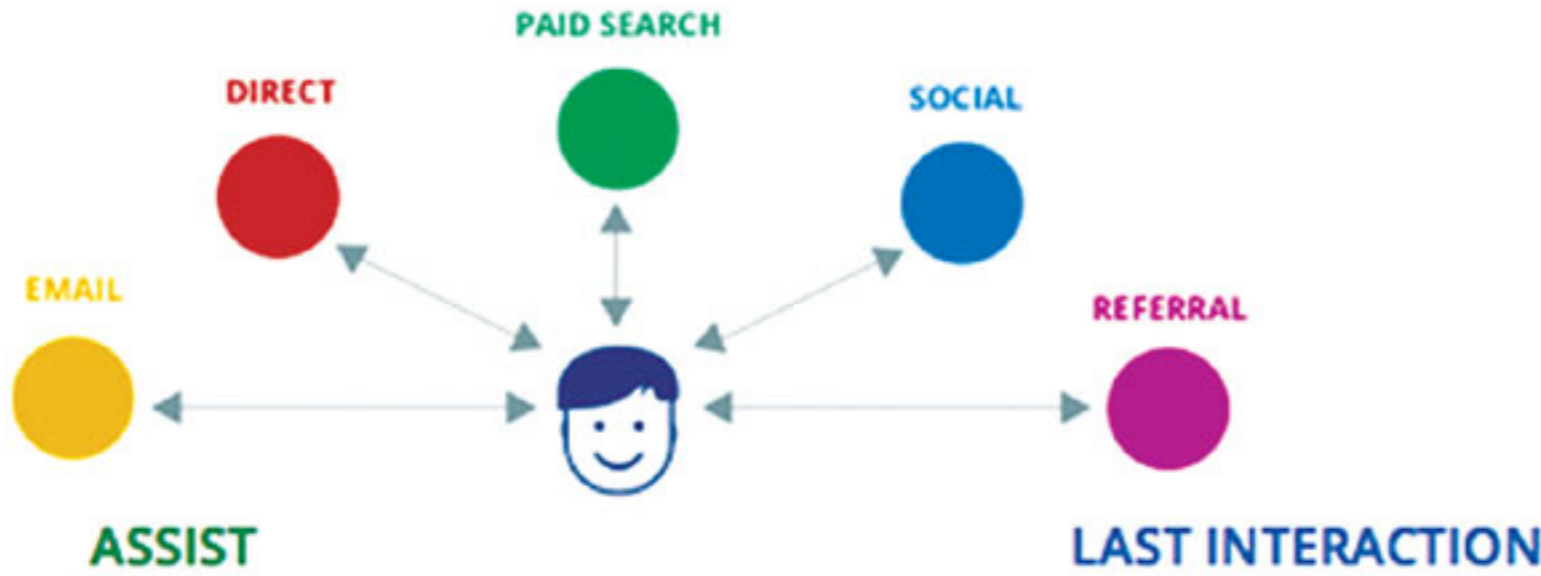 PAID SEARCH
DIRECT
SOCIAL
EMAIL
REFERRAL
ASSIST
LAST INTERACTION